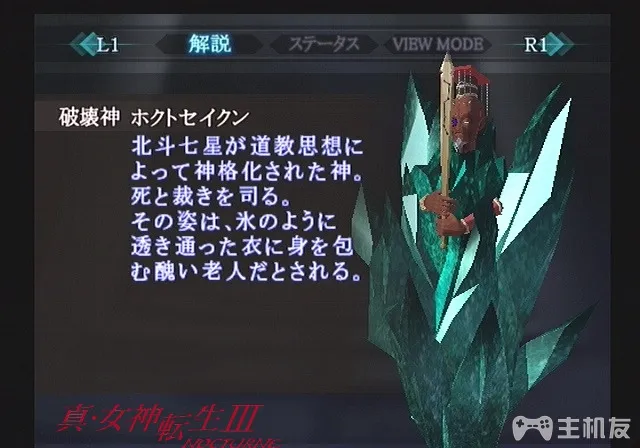 L1 解説 ステータス VIEW MODE R1
破壊神 ホクトセイクン
北斗七星が道教思想に
よって神格化された神。
死と裁きを司る。
その姿は、氷のように
透き通った衣に身を包
む醜い老人だとされる。
真・女神転生III
NOCTURNE
主机友